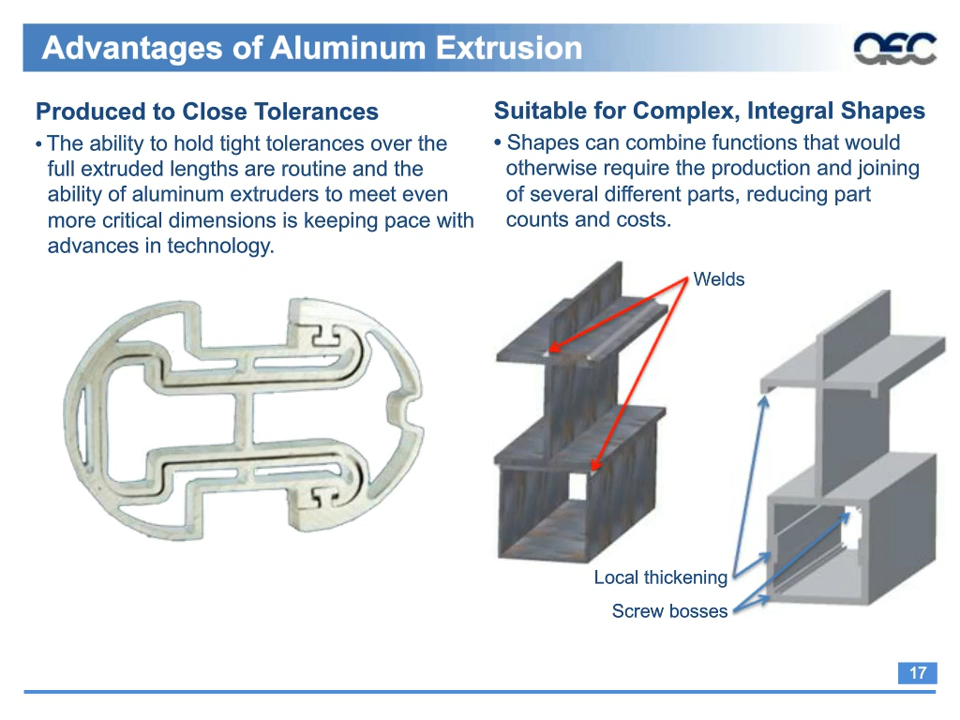 Advantages of Aluminum Extrusion
AEC
Produced to Close Tolerances
• The ability to hold tight tolerances over the
full extruded lengths are routine and the
ability of aluminum extruders to meet even
more critical dimensions is keeping pace with
advances in technology.
Suitable for Complex, Integral Shapes
• Shapes can combine functions that would
otherwise require the production and joining
of several different parts, reducing part
counts and costs.
Welds
Local thickening
Screw bosses
17